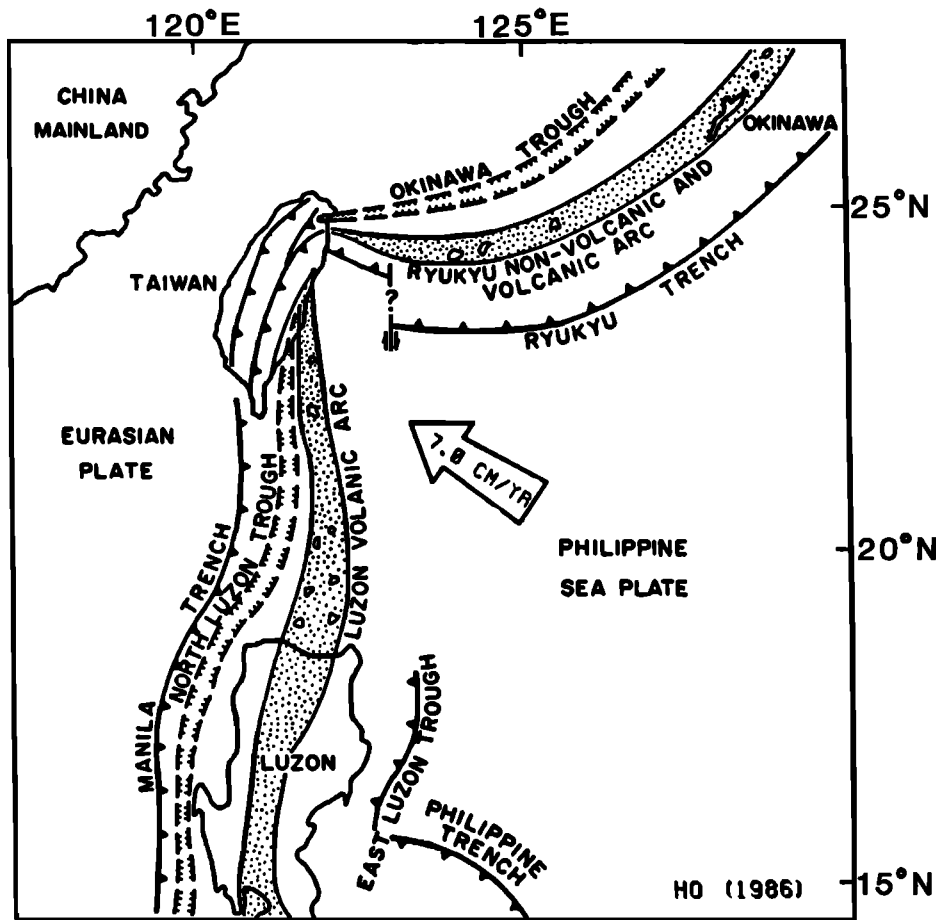 120°E
125°E
CHINA
MAINLAND
OKINAWA TROUGH
OKINAWA
25°N
RYUKYU NON-VOLCANIC AND
VOLCANIC ARC
TAIWAN
?
RYUKYU TRENCH
LUZON VOLANIC ARC
EURASIAN
PLATE
7.0 CM/YR
20°N
PHILIPPINE
SEA PLATE
MANILA TRENCH
NORTH LUZON TROUGH
LUZON
EAST LUZON TROUGH
PHILIPPINE
TRENCH
HO (1986)
15°N